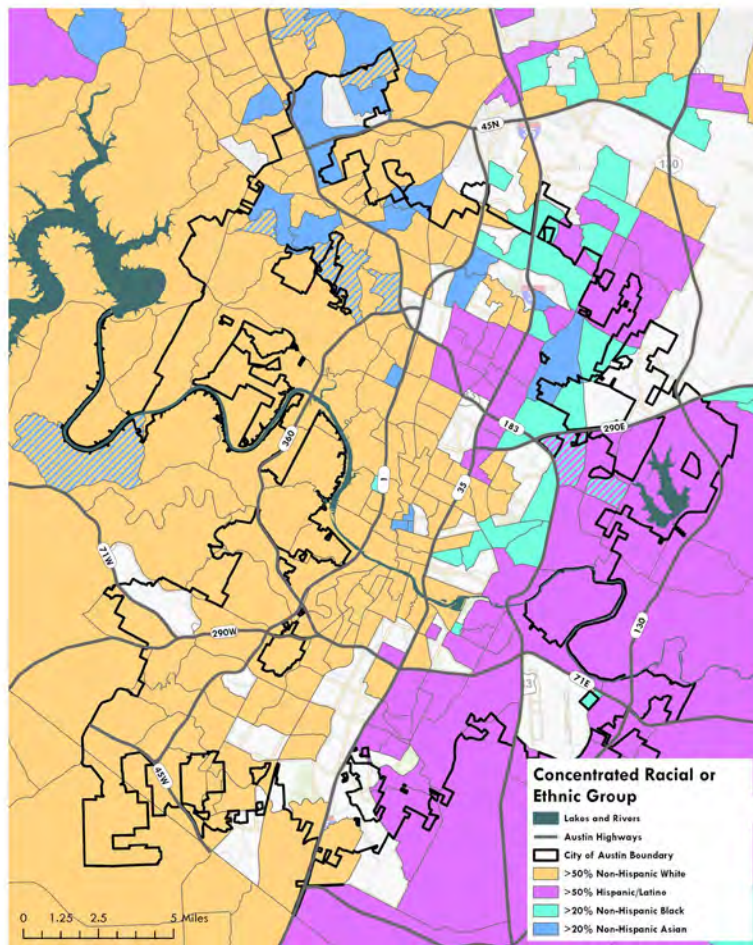 45N
130
360
183
290E
1
35
71W
290W
130
71E
45W
Concentrated Racial or
Ethnic Group
Lakes and Rivers
Austin Highways
City of Austin Boundary
>50% Non-Hispanic White
>50% Hispanic/Latino
>20% Non-Hispanic Black
>20% Non-Hispanic Asian
0 1.25 2.5 5 Miles